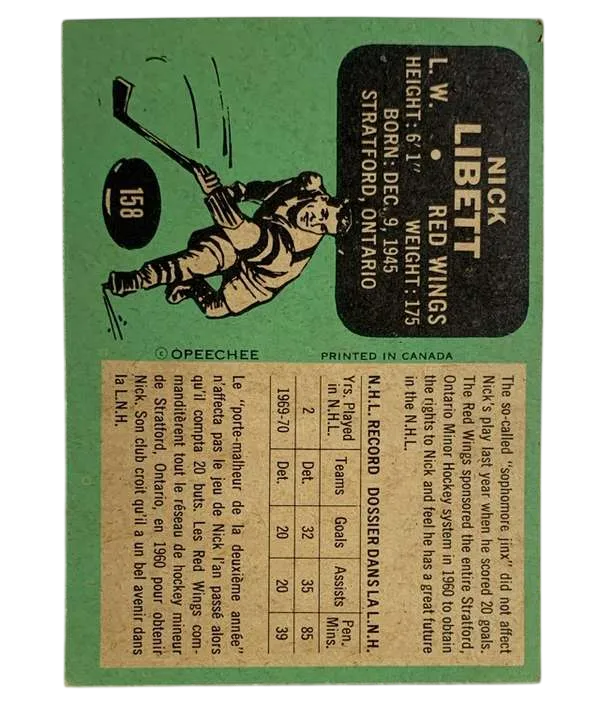 NICK
LIBETT
L. W. • RED WINGS
HEIGHT: 6'1" WEIGHT: 175
BORN: DEC. 9, 1945
STRATFORD, ONTARIO
158
© OPEECHEE
PRINTED IN CANADA
The so-called "sophomore jinx" did not affect
Nick's play last year when he scored 20 goals.
The Red Wings sponsored the entire Stratford,
Ontario Minor Hockey system in 1960 to obtain
the rights to Nick and feel he has a great future
in the N.H.L.
N.H.L. RECORD DOSSIER DANS LA L.N.H.
Yrs. Played in N.H.L. Teams Goals Assists Pen. Mins.
2 Det. 32 35 85
1969-70 Det. 20 20 39
Le "porte-malheur de la deuxième année"
n'affecta pas le jeu de Nick l'an passé alors
qu'il compta 20 buts. Les Red Wings com-
manditèrent tout le réseau de hockey mineur
de Stratford, Ontario, en 1960 pour obtenir
Nick. Son club croit qu'il a un bel avenir dans
la L.N.H.